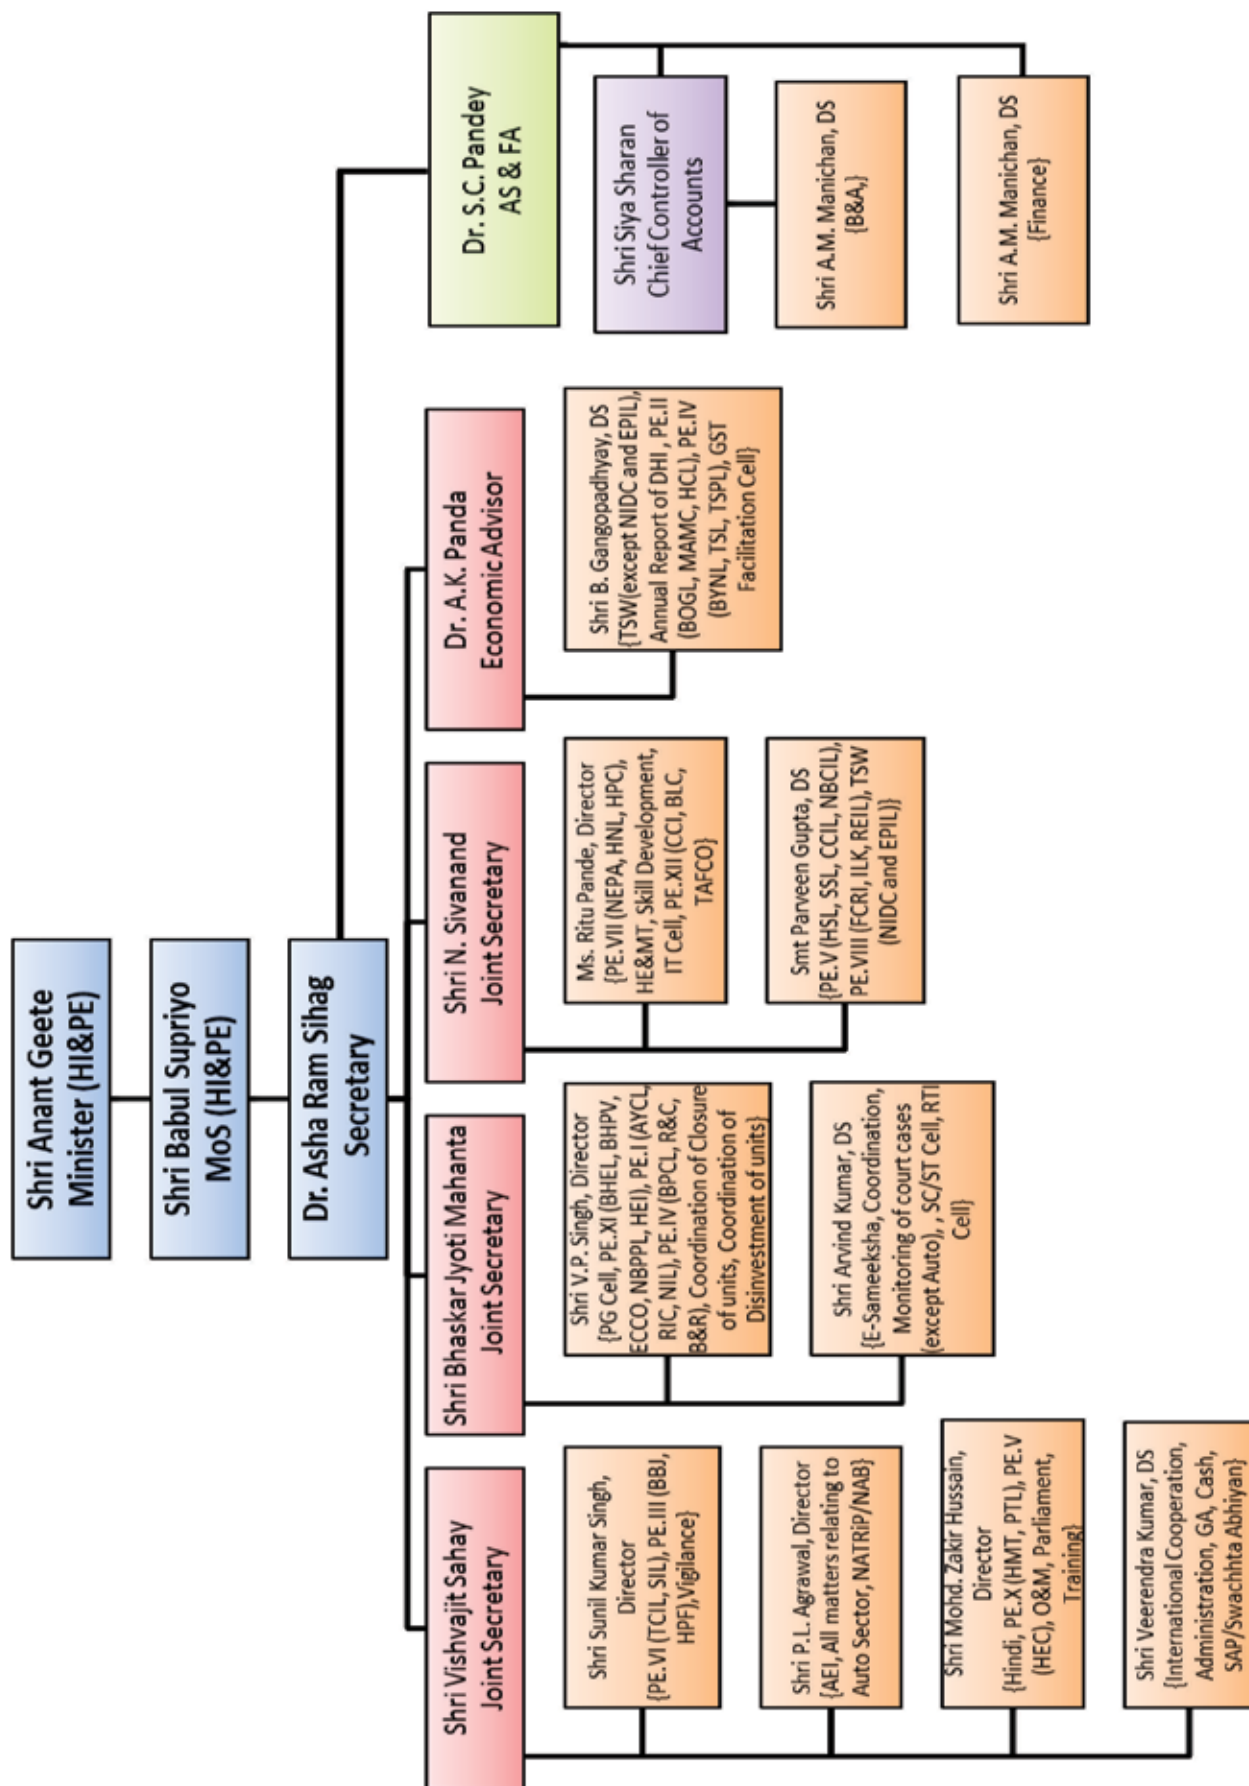 Shri Anant Geete
Minister (HI&PE)
Shri Babul Supriyo
MoS (HI&PE)
Dr. Asha Ram Sihag
Secretary
Shri Vishvajit Sahay
Joint Secretary
Shri Sunil Kumar Singh,
Director
{PE.VI (TCIL, SIL), PE.III (BBJ,
HPF),Vigilance}
Shri P.L. Agrawal, Director
{AEI, All matters relating to
Auto Sector, NATRiP/NAB}
Shri Mohd. Zakir Hussain,
Director
{Hindi, PE.X (HMT, PTL), PE.V
(HEC), O&M, Parliament,
Training}
Shri Veerendra Kumar, DS
{International Cooperation,
Administration, GA, Cash,
SAP/Swachhta Abhiyan}
Shri Bhaskar Jyoti Mahanta
Joint Secretary
Shri V.P. Singh, Director
{PG Cell, PE.XI (BHEL, BHPV,
ECCO, NBPPL, HEI), PE.I (AYCL,
RIC, NIL), PE.IV (BPCL, R&C,
B&R), Coordination of Closure
of units, Coordination of
Disinvestment of units}
Shri Arvind Kumar, DS
{E-Sameeksha, Coordination,
Monitoring of court cases
(except Auto), , SC/ST Cell, RTI
Cell}
Shri N. Sivanand
Joint Secretary
Ms. Ritu Pande, Director
{PE.VII (NEPA, HNL, HPC),
HE&MT, Skill Development,
IT Cell, PE.XII (CCI, BLC,
TAFCO}
Smt Parveen Gupta, DS
{PE.V (HSL, SSL, CCIL, NBCIL),
PE.VIII (FCRI, ILK, REIL), TSW
(NIDC and EPIL)}
Dr. A.K. Panda
Economic Advisor
Shri B. Gangopadhyay, DS
{TSW(except NIDC and EPIL),
Annual Report of DHI , PE.II
(BOGL, MAMC, HCL), PE.IV
(BYNL, TSL, TSPL), GST
Facilitation Cell}
Dr. S.C. Pandey
AS & FA
Shri Siya Sharan
Chief Controller of
Accounts
Shri A.M. Manichan, DS
{B&A,}
Shri A.M. Manichan, DS
{Finance}